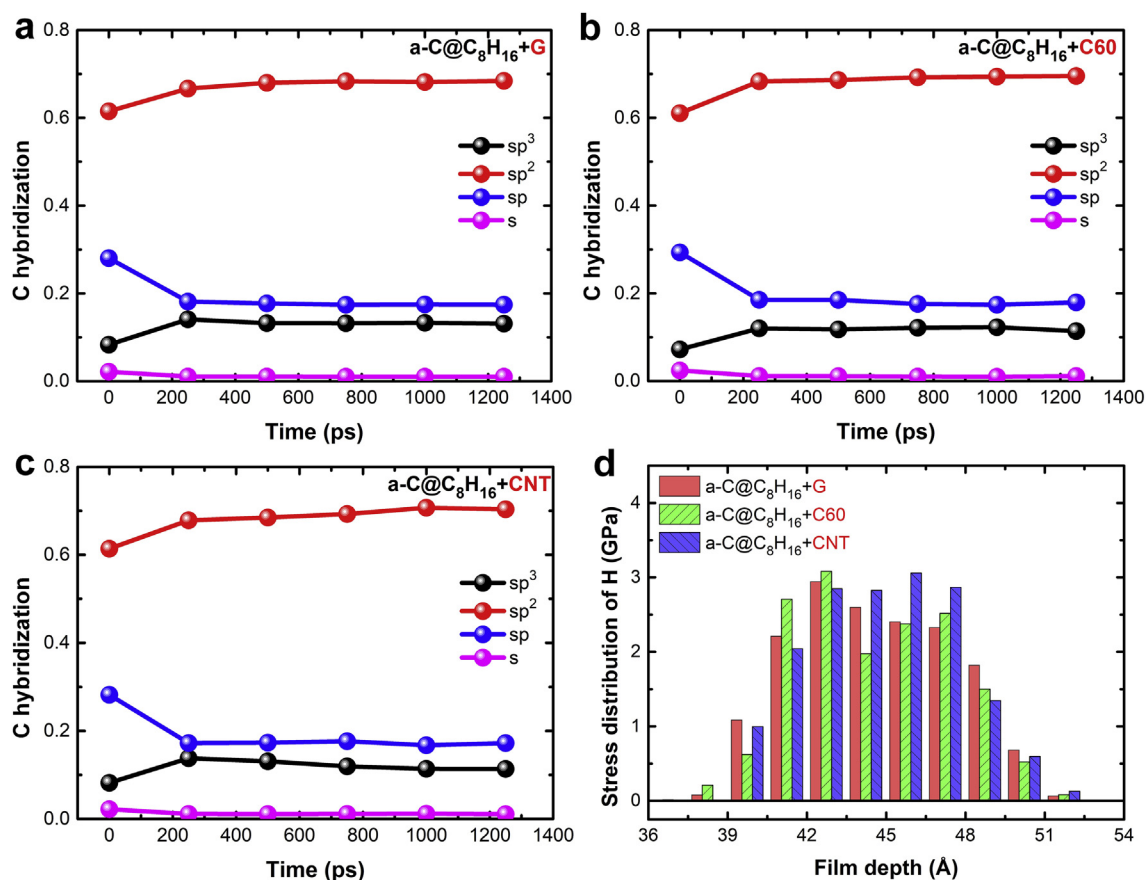 a
a-C@C₈H₁₆+G
C hybridization
0.8
0.6
0.4
0.2
0.0
sp³
sp²
sp
s
0 200 400 600 800 1000 1200 1400
Time (ps)
b
a-C@C₈H₁₆+C60
C hybridization
0.8
0.6
0.4
0.2
0.0
sp³
sp²
sp
s
0 200 400 600 800 1000 1200 1400
Time (ps)
c
a-C@C₈H₁₆+CNT
C hybridization
0.8
0.6
0.4
0.2
0.0
sp³
sp²
sp
s
0 200 400 600 800 1000 1200 1400
Time (ps)
d
a-C@C₈H₁₆+G
a-C@C₈H₁₆+C60
a-C@C₈H₁₆+CNT
Stress distribution of H (GPa)
4
3
2
1
0
36 39 42 45 48 51 54
Film depth (Å)